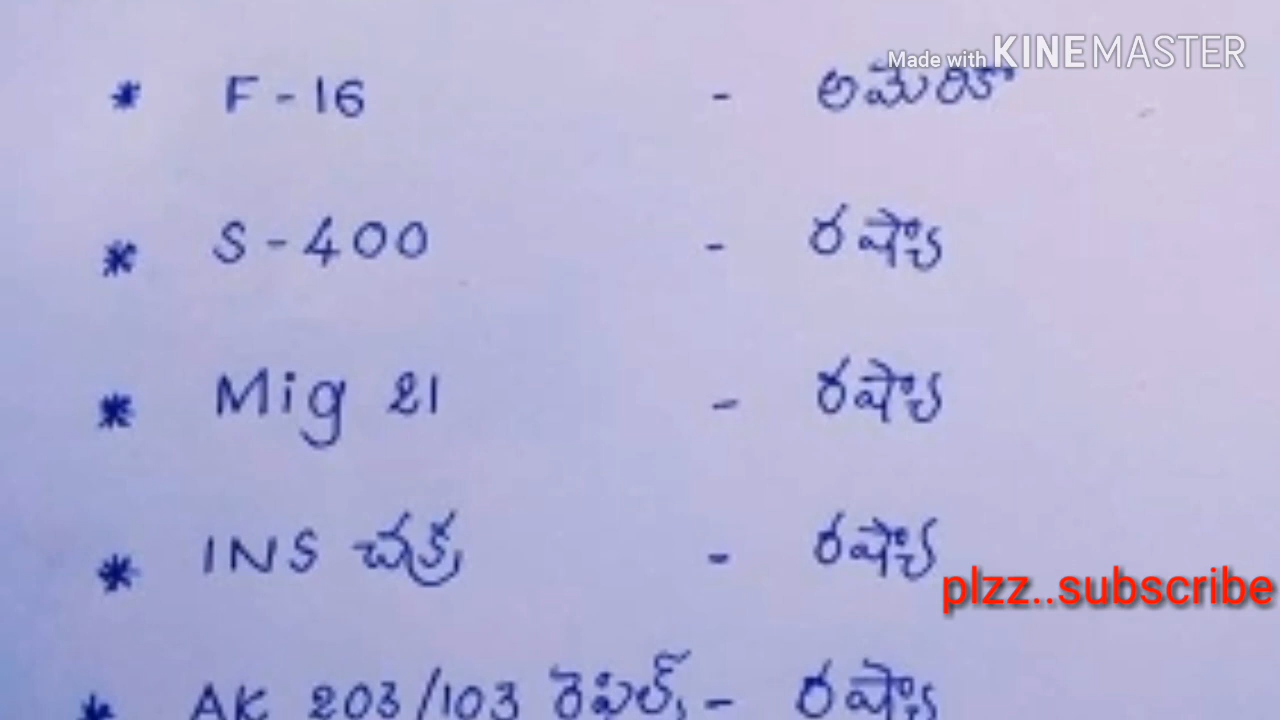 Made with KINEMASTER
* F-16 - అమెరికా
* S-400 - రష్యా
* Mig 21 - రష్యా
* INS చక్ర - రష్యా
plzz..subscribe
* AK 203/103 రైఫిల్స్ - రష్యా